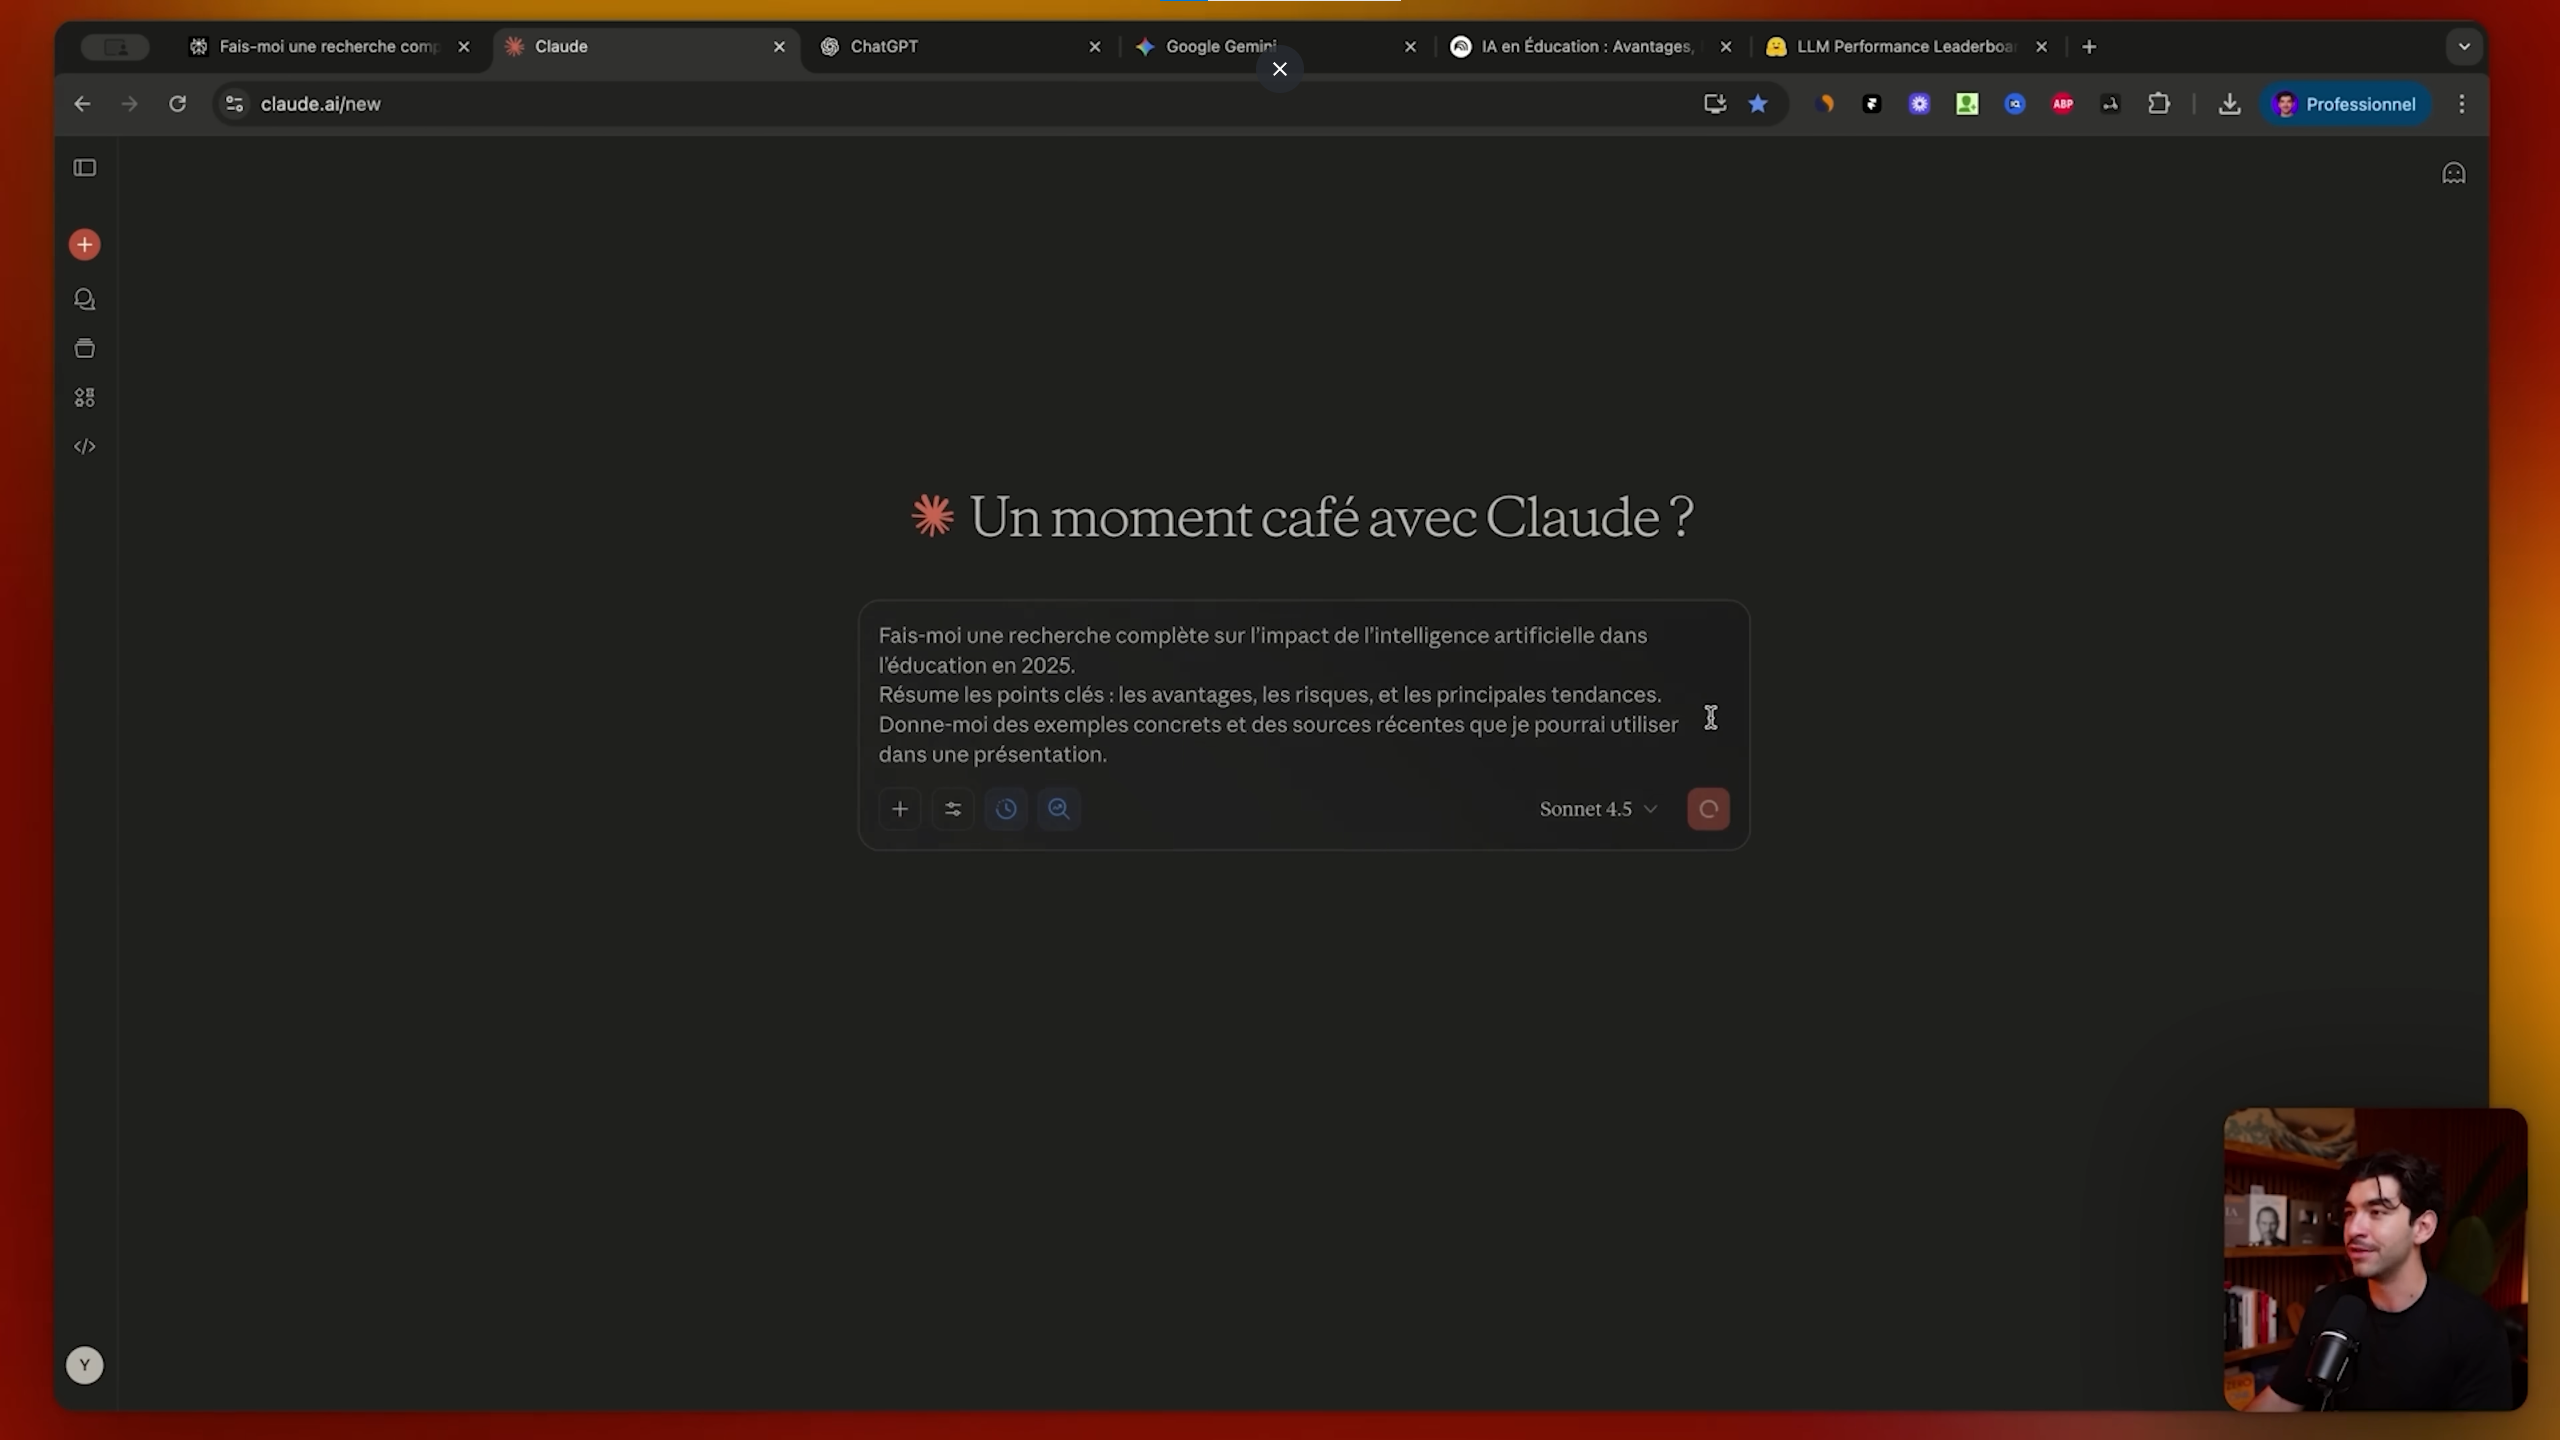 Fais-moi une recherche comp
Claude
ChatGPT
Google Gemini
IA en Éducation : Avantages,
LLM Performance Leaderboa
claude.ai/new
ABP
Professionnel
Un moment café avec Claude ?
Fais-moi une recherche complète sur l'impact de l'intelligence artificielle dans
l'éducation en 2025.
Résume les points clés : les avantages, les risques, et les principales tendances.
Donne-moi des exemples concrets et des sources récentes que je pourrai utiliser
dans une présentation.
Sonnet 4.5
Y